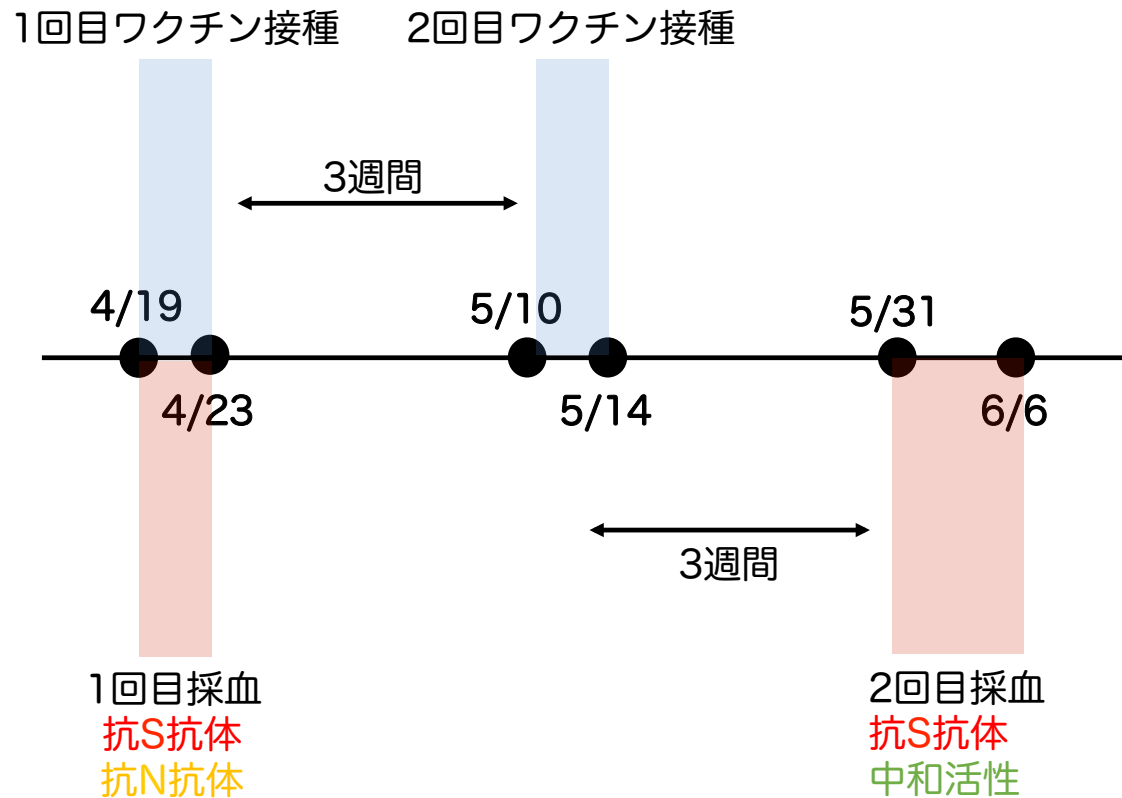 1回目ワクチン接種
2回目ワクチン接種
3週間
4/19
5/10
5/31
4/23
5/14
6/6
3週間
1回目採血
抗S抗体
抗N抗体
2回目採血
抗S抗体
中和活性